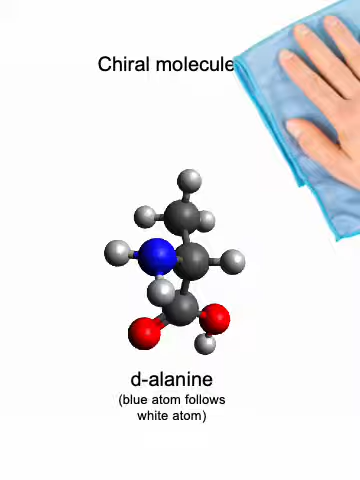 Chiral molecule
d-alanine
(blue atom follows
white atom)